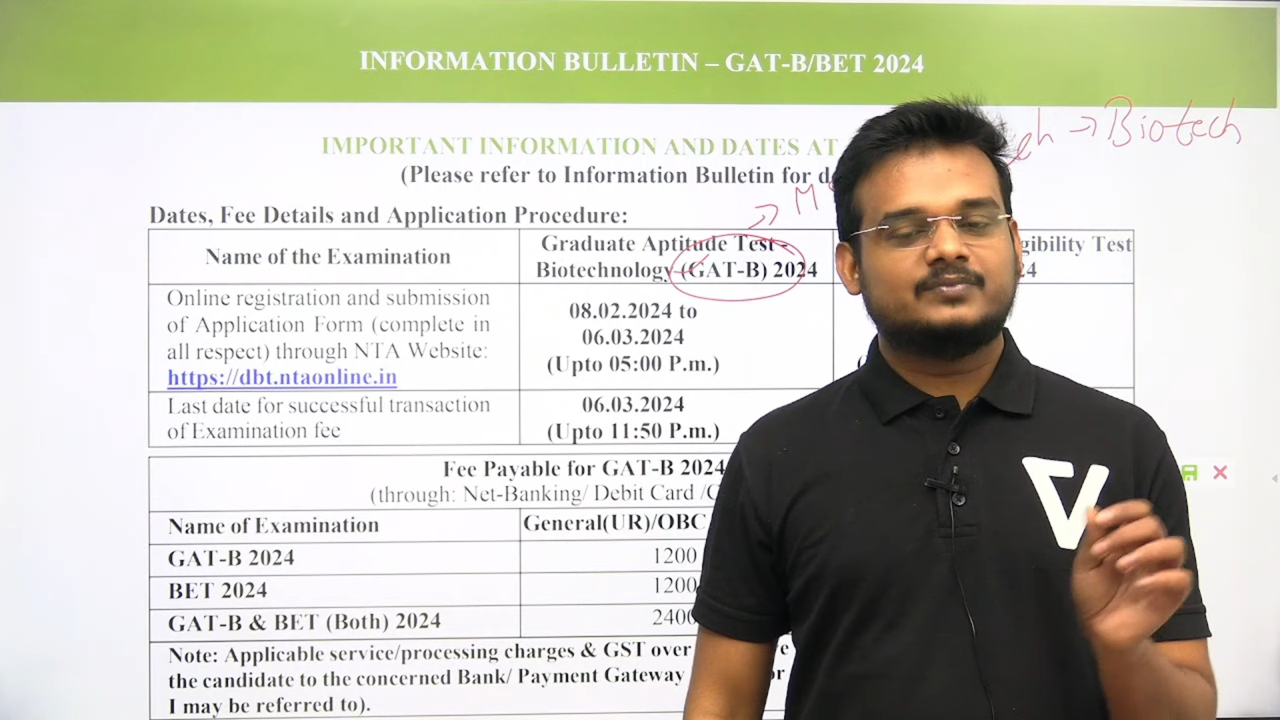 INFORMATION BULLETIN – GAT-B/BET 2024
Biotech
IMPORTANT INFORMATION AND DATES AT
(Please refer to Information Bulletin for
M
Dates, Fee Details and Application Procedure:
Name of the Examination
Graduate Aptitude Test -
Biotechnology (GAT-B) 2024
Test
Online registration and submission
of Application Form (complete in
all respect) through NTA Website:
https://dbt.ntaonline.in
08.02.2024 to
06.03.2024
(Upto 05:00 P.m.)
Last date for successful transaction
of Examination fee
06.03.2024
(Upto 11:50 P.m.)
Fee Payable for GAT-B 2024
(through: Net-Banking/ Debit Card /
Name of Examination
General(UR)/OBC
GAT-B 2024
1200
BET 2024
1200
GAT-B & BET (Both) 2024
2400
Note: Applicable service/processing charges & GST over
the candidate to the concerned Bank/ Payment Gateway
I may be referred to).